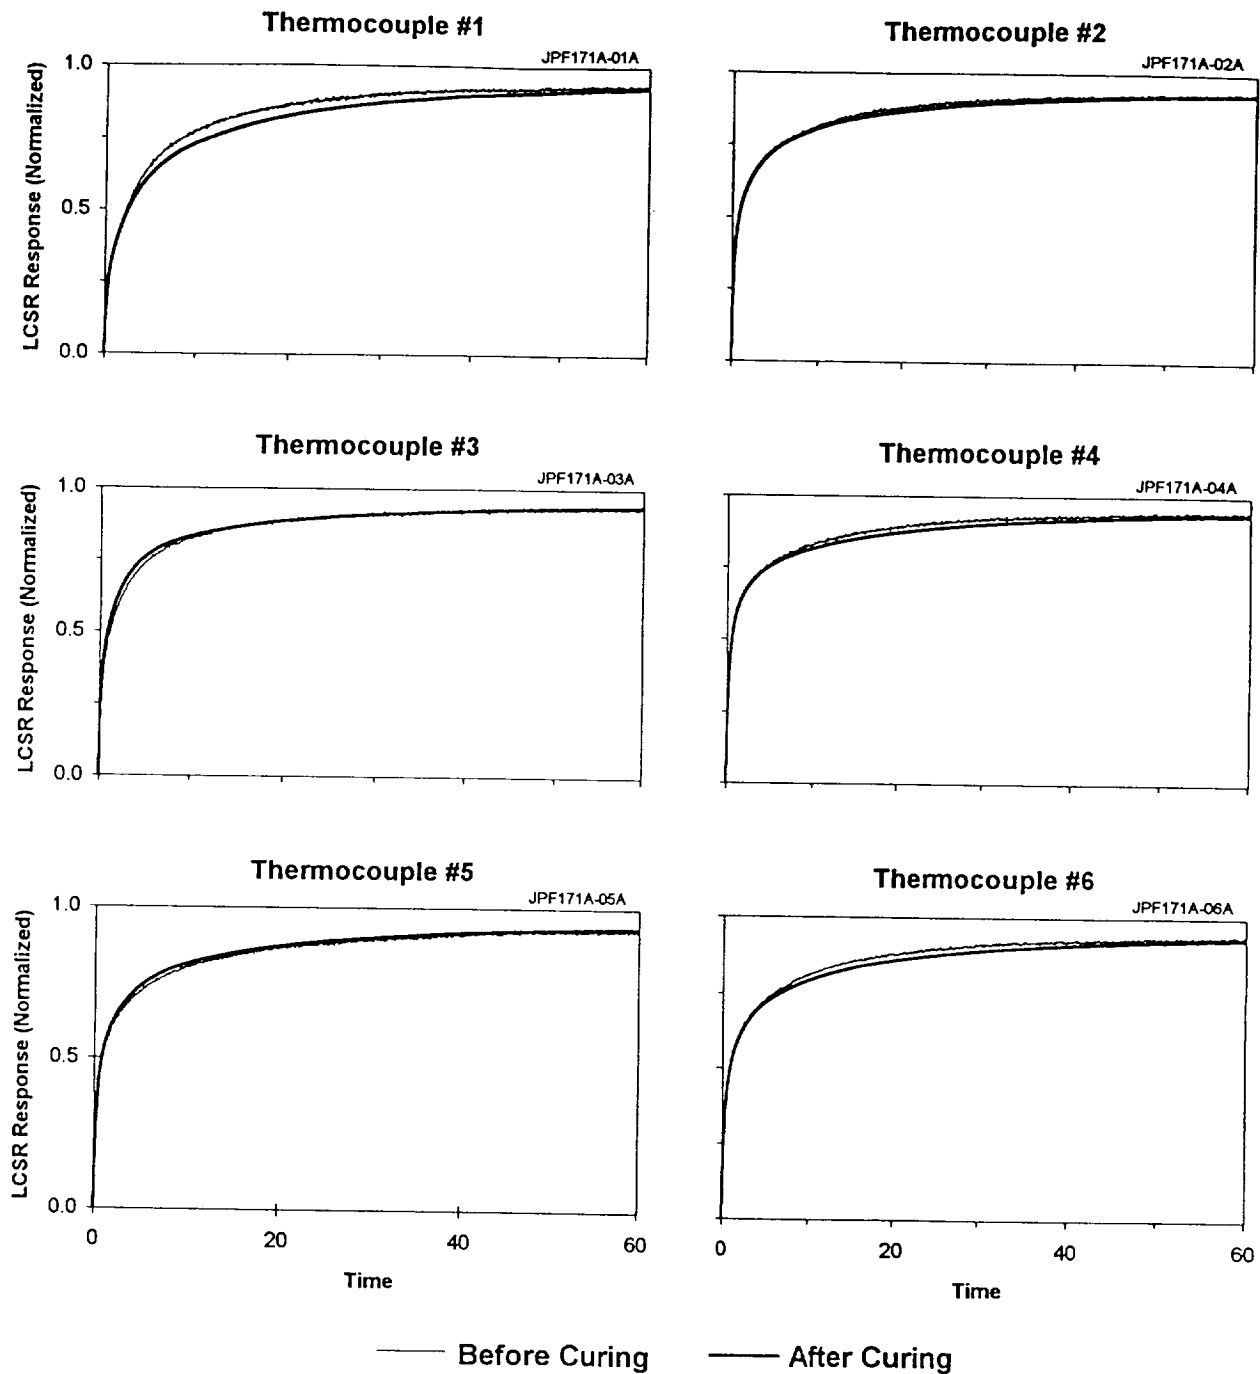 Thermocouple #1
JPF171A-01A
LCSR Response (Normalized)
1.0
0.5
0.0
Thermocouple #2
JPF171A-02A
Thermocouple #3
JPF171A-03A
LCSR Response (Normalized)
1.0
0.5
0.0
Thermocouple #4
JPF171A-04A
Thermocouple #5
JPF171A-05A
LCSR Response (Normalized)
1.0
0.5
0.0
0 20 40 60
Time
Thermocouple #6
JPF171A-06A
0 20 40 60
Time
Before Curing After Curing